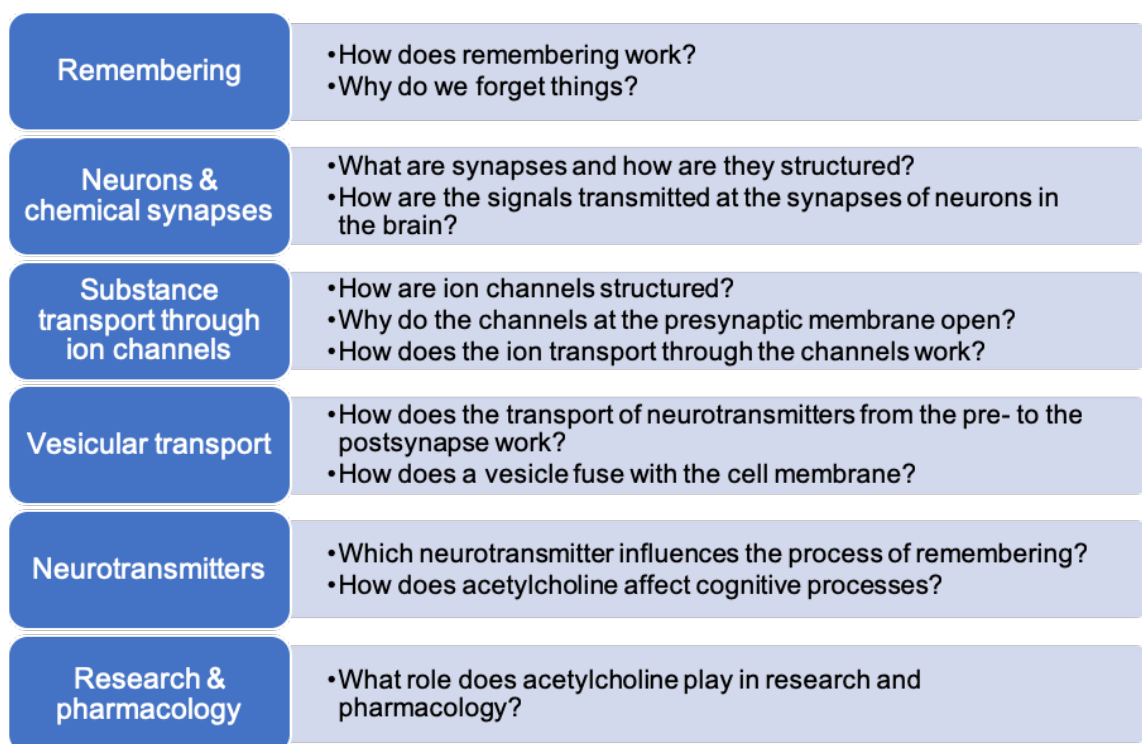 Remembering
•How does remembering work?
•Why do we forget things?
Neurons &
chemical synapses
•What are synapses and how are they structured?
•How are the signals transmitted at the synapses of neurons in
the brain?
Substance
transport through
ion channels
•How are ion channels structured?
•Why do the channels at the presynaptic membrane open?
•How does the ion transport through the channels work?
Vesicular transport
•How does the transport of neurotransmitters from the pre- to the
postsynapse work?
•How does a vesicle fuse with the cell membrane?
Neurotransmitters
•Which neurotransmitter influences the process of remembering?
•How does acetylcholine affect cognitive processes?
Research &
pharmacology
•What role does acetylcholine play in research and
pharmacology?